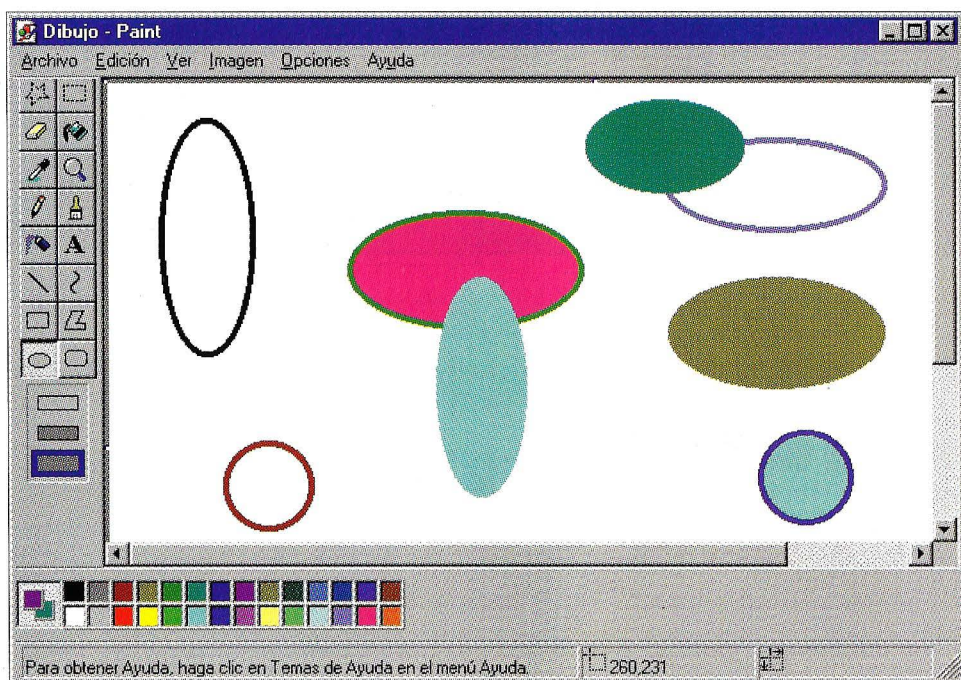 Dibujo - Paint
Archivo Edición Ver Imagen Opciones Ayuda
A
Para obtener Ayuda, haga clic en Temas de Ayuda en el menú Ayuda.
260,231